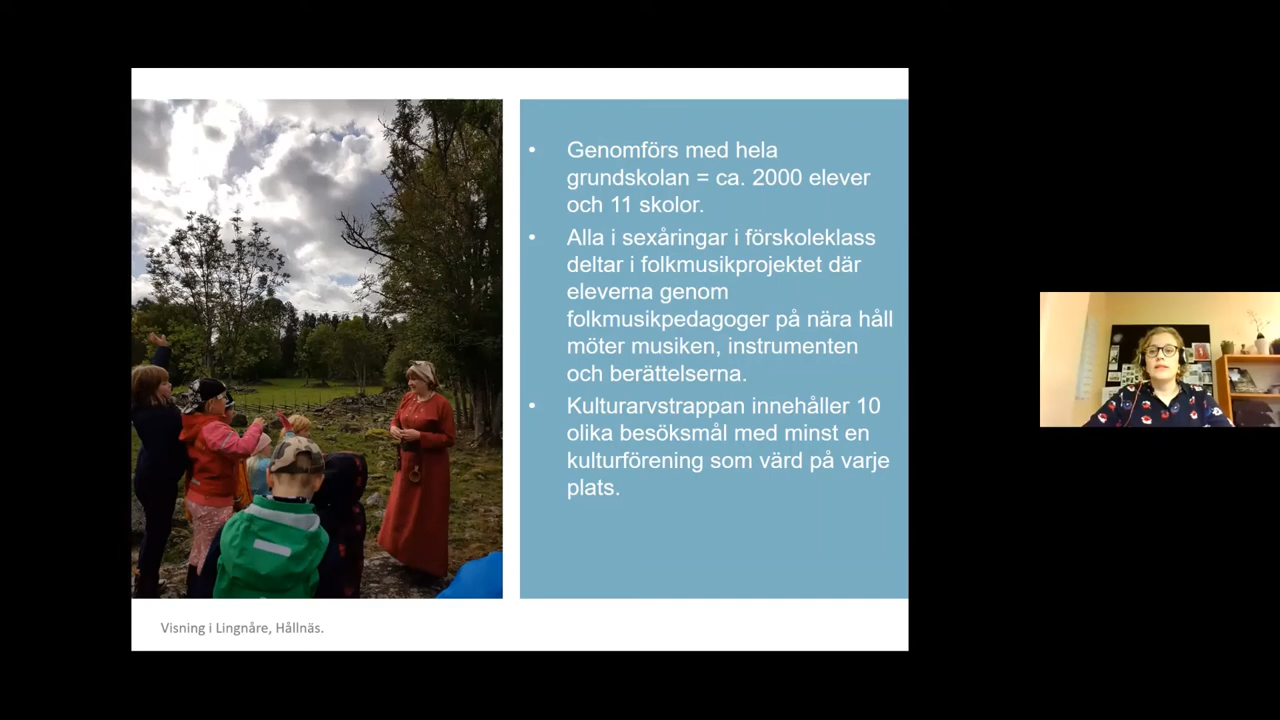 • Genomförs med hela
grundskolan = ca. 2000 elever
och 11 skolor.
• Alla i sexåringar i förskoleklass
deltar i folkmusikprojektet där
eleverna genom
folkmusikpedagoger på nära håll
möter musiken, instrumenten
och berättelserna.
• Kulturarvstrappan innehåller 10
olika besöksmål med minst en
kulturförening som värd på varje
plats.
Visning i Lingnåre, Hållnäs.